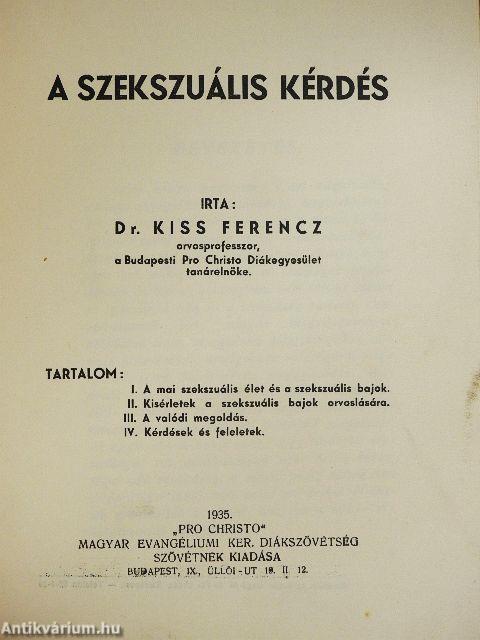 A SZEKSZUÁLIS KÉRDÉS
IRTA:
Dr. KISS FERENCZ
orvosprofesszor,
a Budapesti Pro Christo Diákegyesület
tanárelnöke.
TARTALOM:
I. A mai szekszuális élet és a szekszuális bajok.
II. Kisérletek a szekszuális bajok orvoslására.
III. A valódi megoldás.
IV. Kérdések és feleletek.
1935.
„PRO CHRISTO"
MAGYAR EVANGÉLIUMI KER. DIÁKSZÖVETSÉG
SZÖVÉTNEK KIADÁSA
BUDAPEST, IX., ÜLLŐI-UT 19. II 12.
Antikvárium.hu